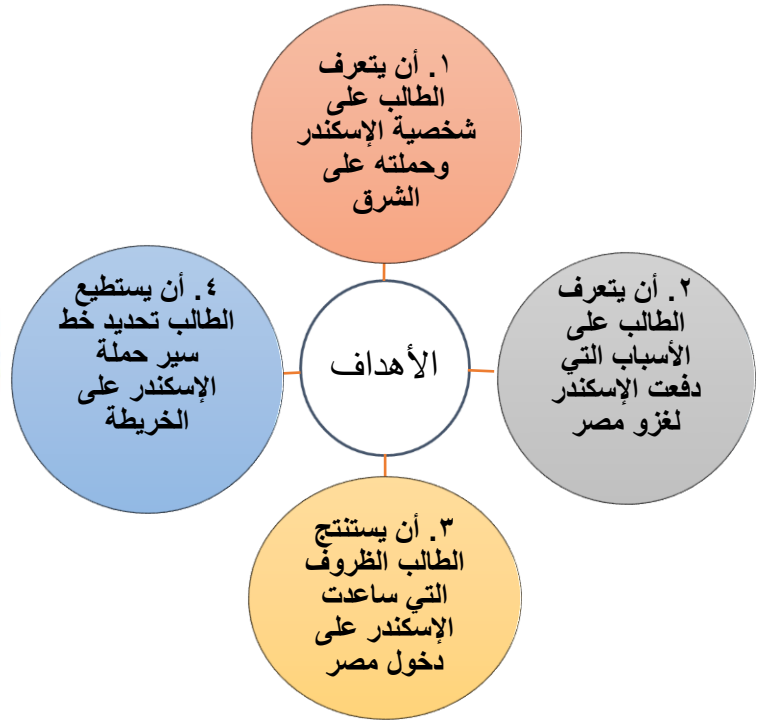 ١. أن يتعرف
الطالب على
شخصية الإسكندر
وحملته على
الشرق
٢. أن يتعرف
الطالب على
الأسباب التي
دفعت الإسكندر
لغزو مصر
٣. أن يستنتج
الطالب الظروف
التي ساعدت
الإسكندر على
دخول مصر
٤. أن يستطيع
الطالب تحديد خط
سير حملة
الإسكندر على
الخريطة
الأهداف